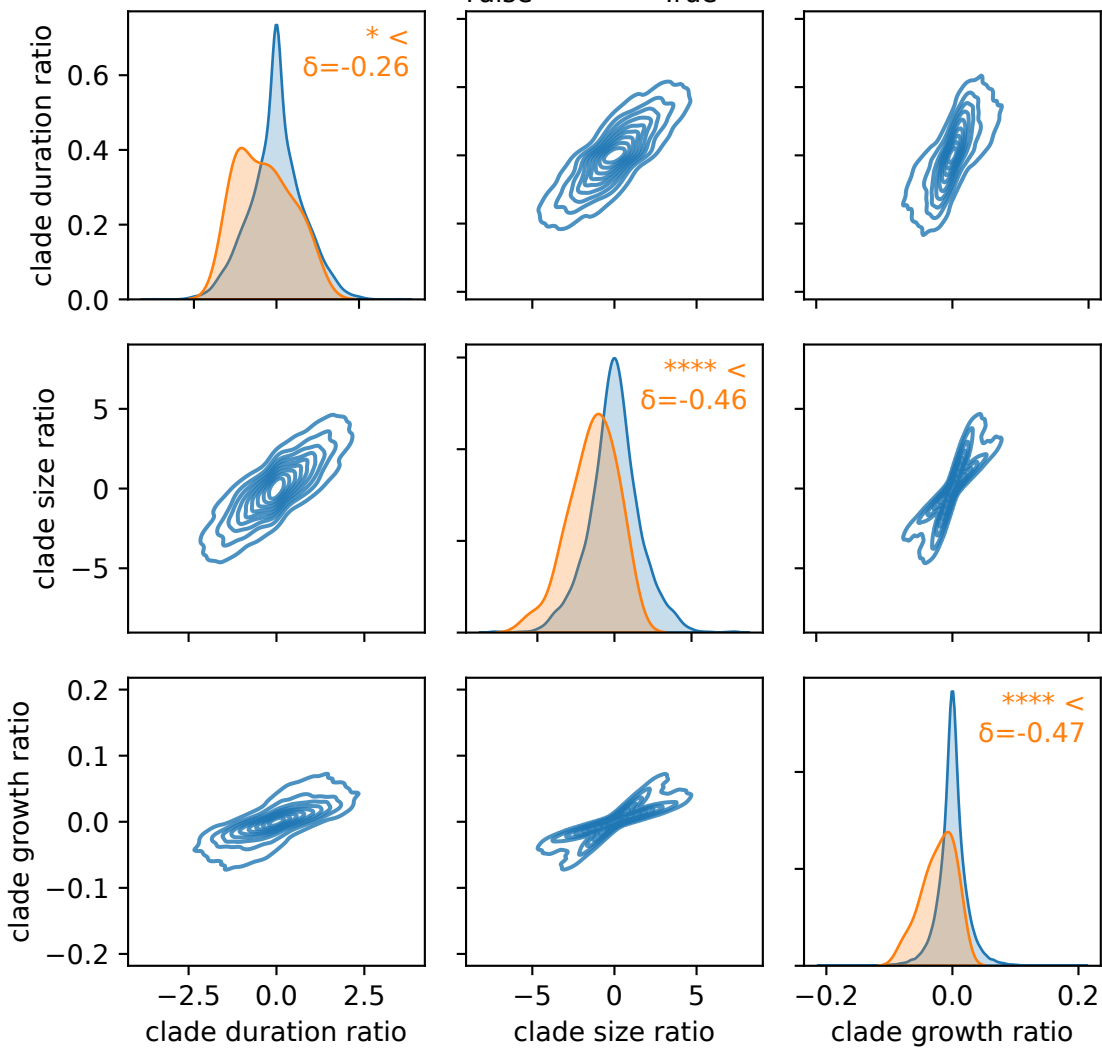 clade duration ratio
0.6
0.4
0.2
0.0
* <
δ=-0.26
clade size ratio
5
0
−5
**** <
δ=-0.46
clade growth ratio
0.2
0.1
0.0
−0.1
−0.2
**** <
δ=-0.47
−2.5 0.0 2.5
−5 0 5
−0.2 0.0 0.2
clade duration ratio
clade size ratio
clade growth ratio